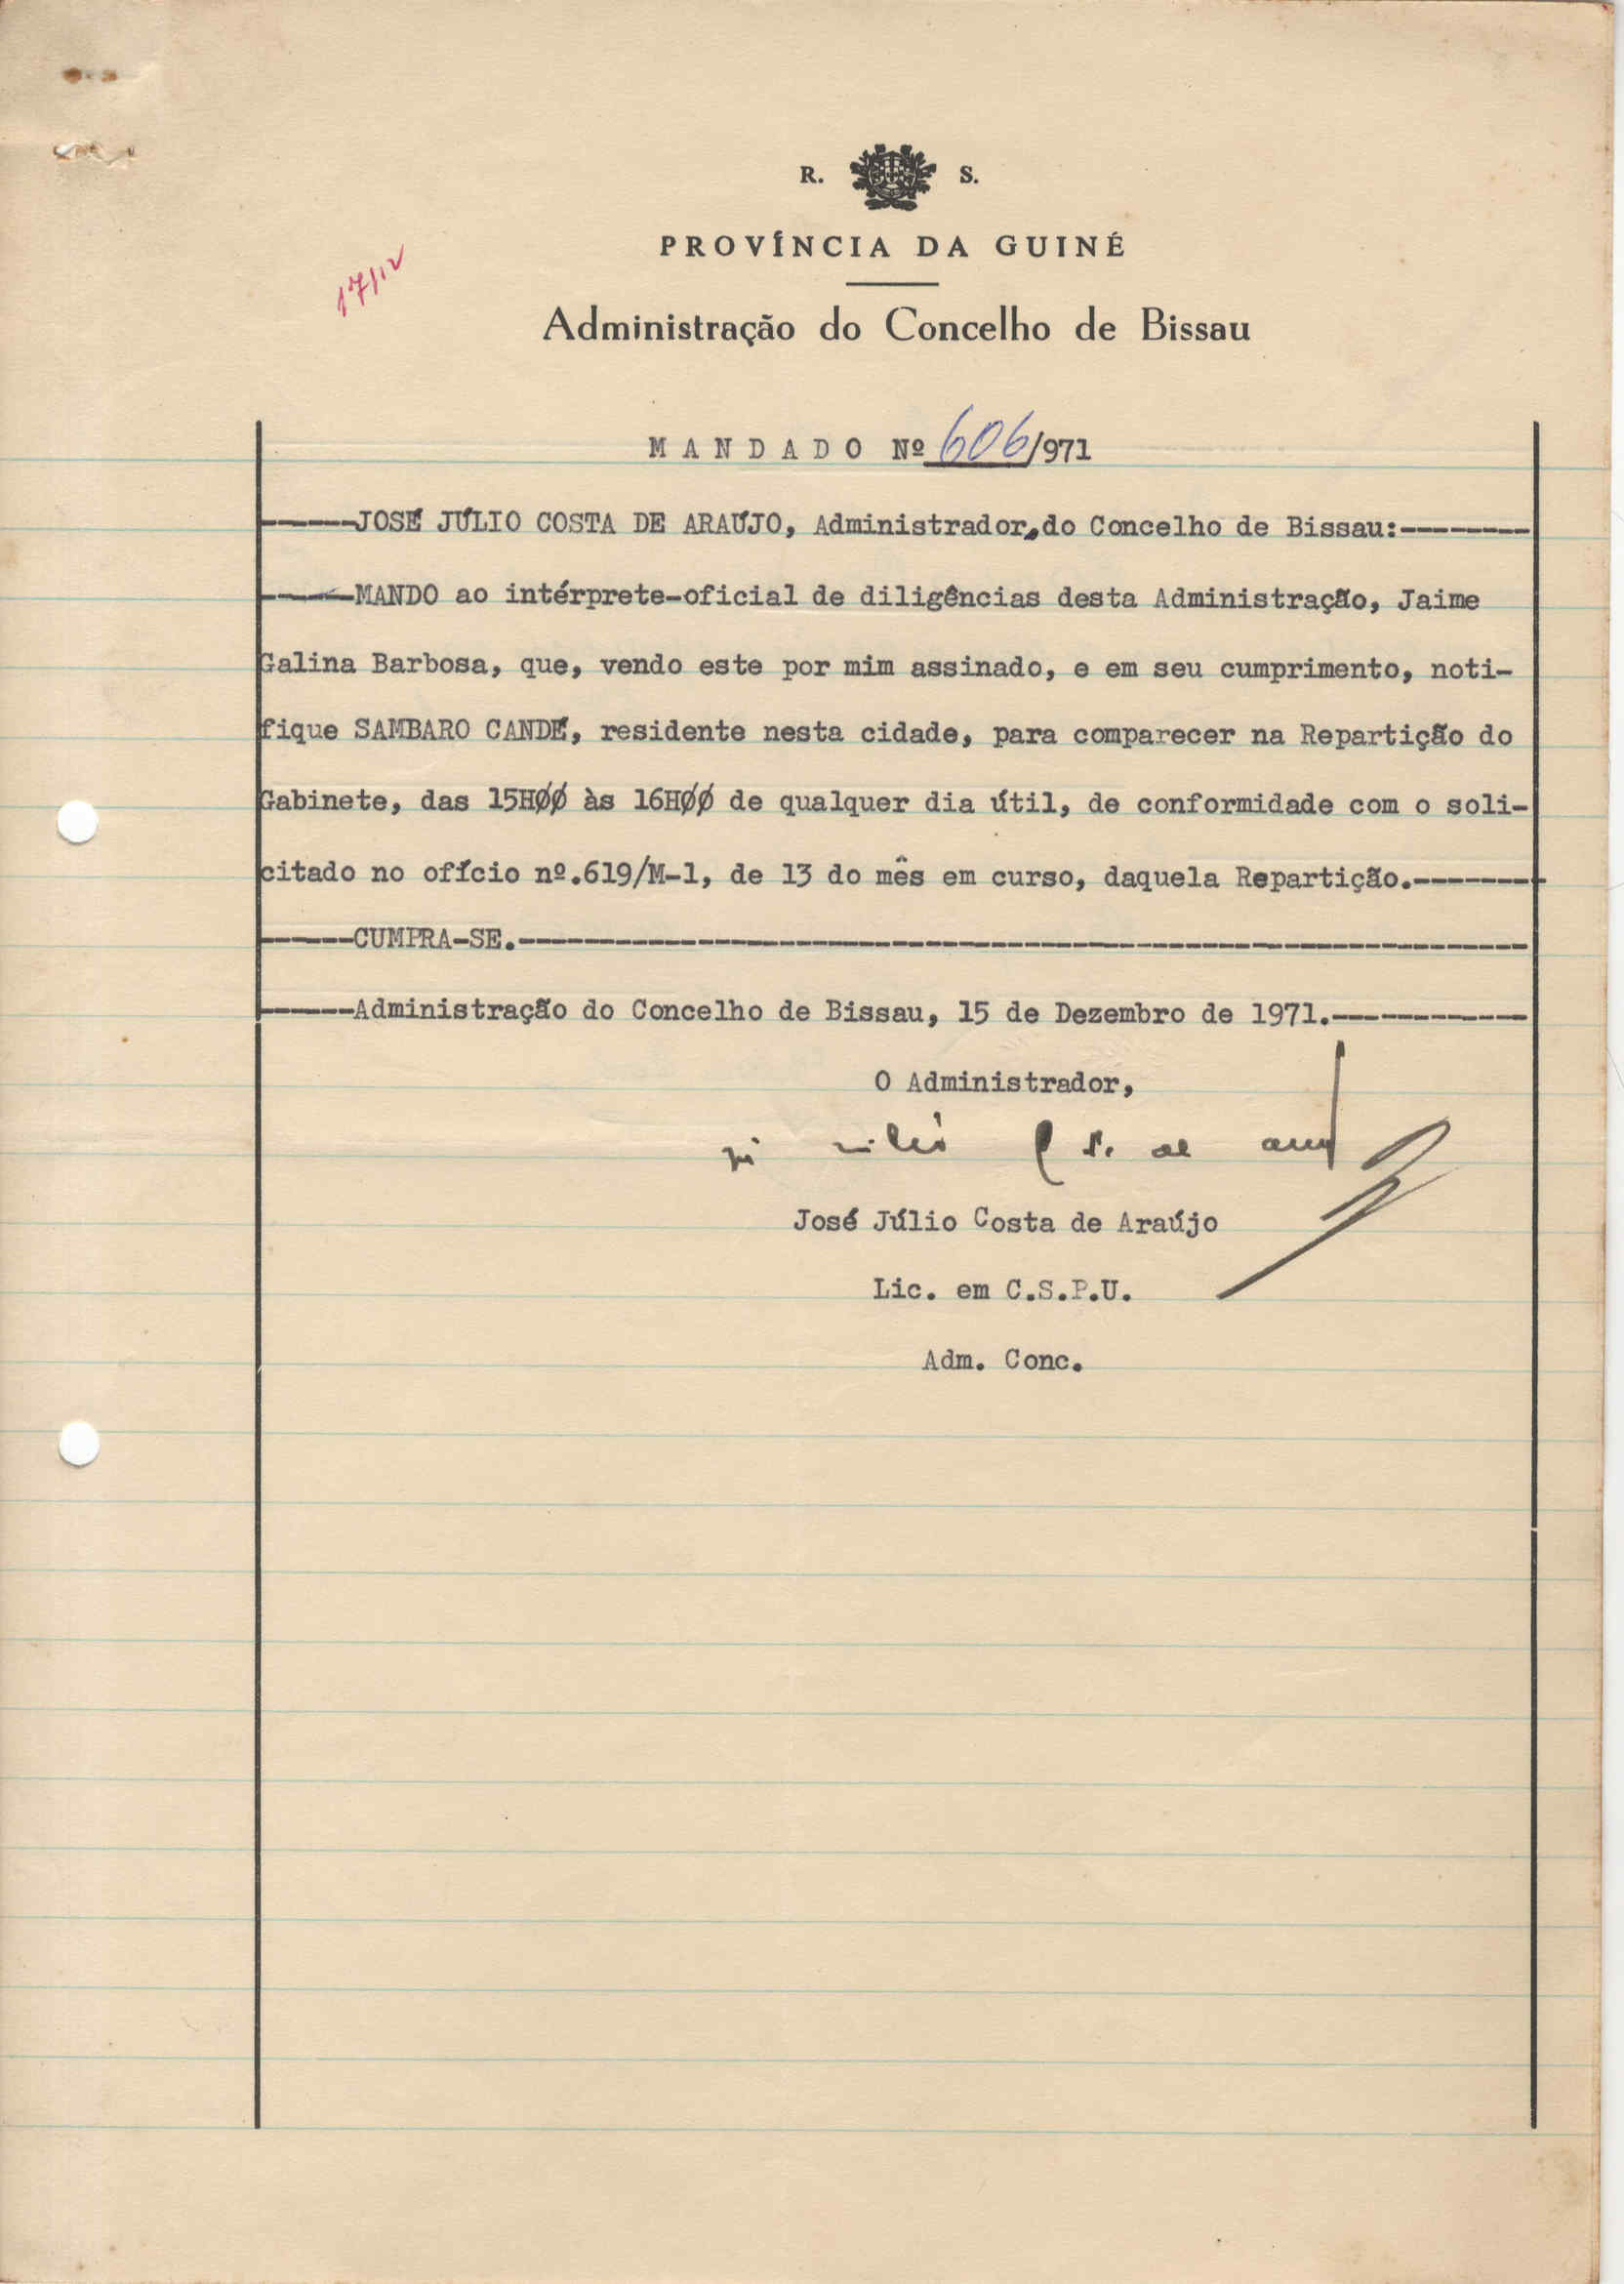 R. S.
PROVÍNCIA DA GUINÉ
17/12
Administração do Concelho de Bissau
MANDADO Nº 606/971
-----JOSÉ JÚLIO COSTA DE ARAÚJO, Administrador,do Concelho de Bissau:--------
-----MANDO ao intérprete-oficial de diligências desta Administração, Jaime
Galina Barbosa, que, vendo este por mim assinado, e em seu cumprimento, noti-
fique SAMBARO CANDÉ, residente nesta cidade, para comparecer na Repartição do
Gabinete, das 15HØØ às 16HØØ de qualquer dia útil, de conformidade com o soli-
citado no ofício nº.619/M-1, de 13 do mês em curso, daquela Repartição.--------
-----CUMPRA-SE.---------------------------------------------------------------
-----Administração do Concelho de Bissau, 15 de Dezembro de 1971.------------
O Administrador,
José Júlio Costa de Araújo
Lic. em C.S.P.U.
Adm. Conc.